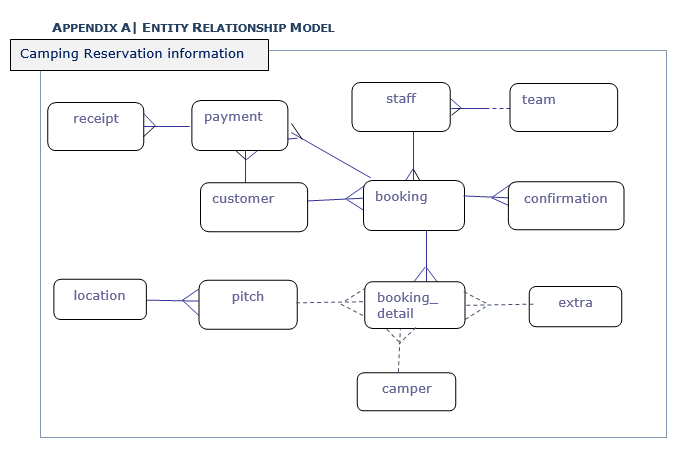 APPENDIX A| ENTITY RELATIONSHIP MODEL
Camping Reservation information
staff
team
receipt
payment
customer
booking
confirmation
location
pitch
booking_
detail
extra
camper